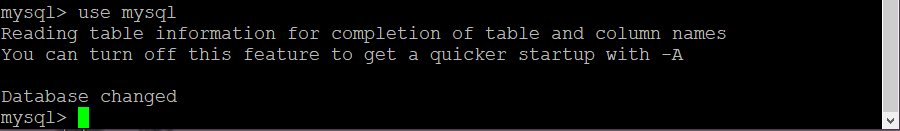 mysql> use mysql
Reading table information for completion of table and column names
You can turn off this feature to get a quicker startup with -A
Database changed
mysql>